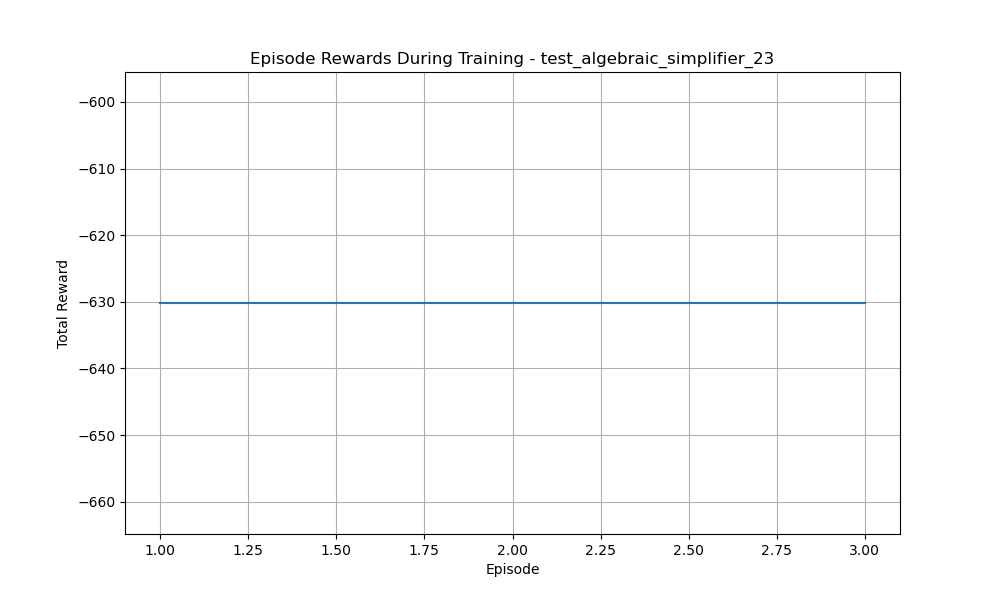 Episode Rewards During Training - test_algebraic_simplifier_23
−600
−610
−620
−630
−640
−650
−660
Total Reward
1.00 1.25 1.50 1.75 2.00 2.25 2.50 2.75 3.00
Episode